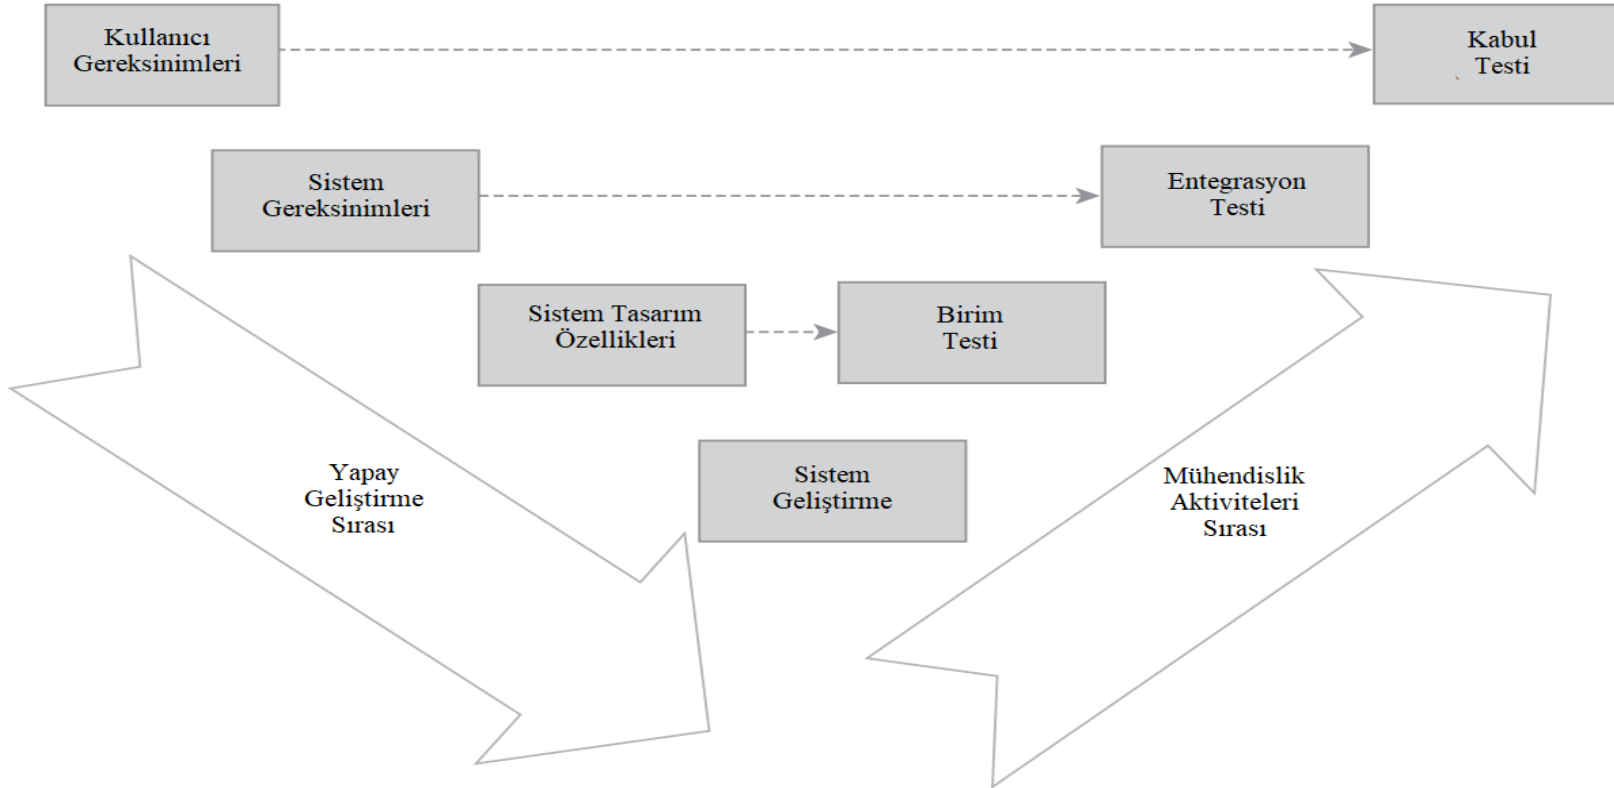 Kullanıcı
Gereksinimleri
Kabul
Testi
Sistem
Gereksinimleri
Entegrasyon
Testi
Sistem Tasarım
Özellikleri
Birim
Testi
Sistem
Geliştirme
Yapay
Geliştirme
Sırası
Mühendislik
Aktiviteleri
Sırası